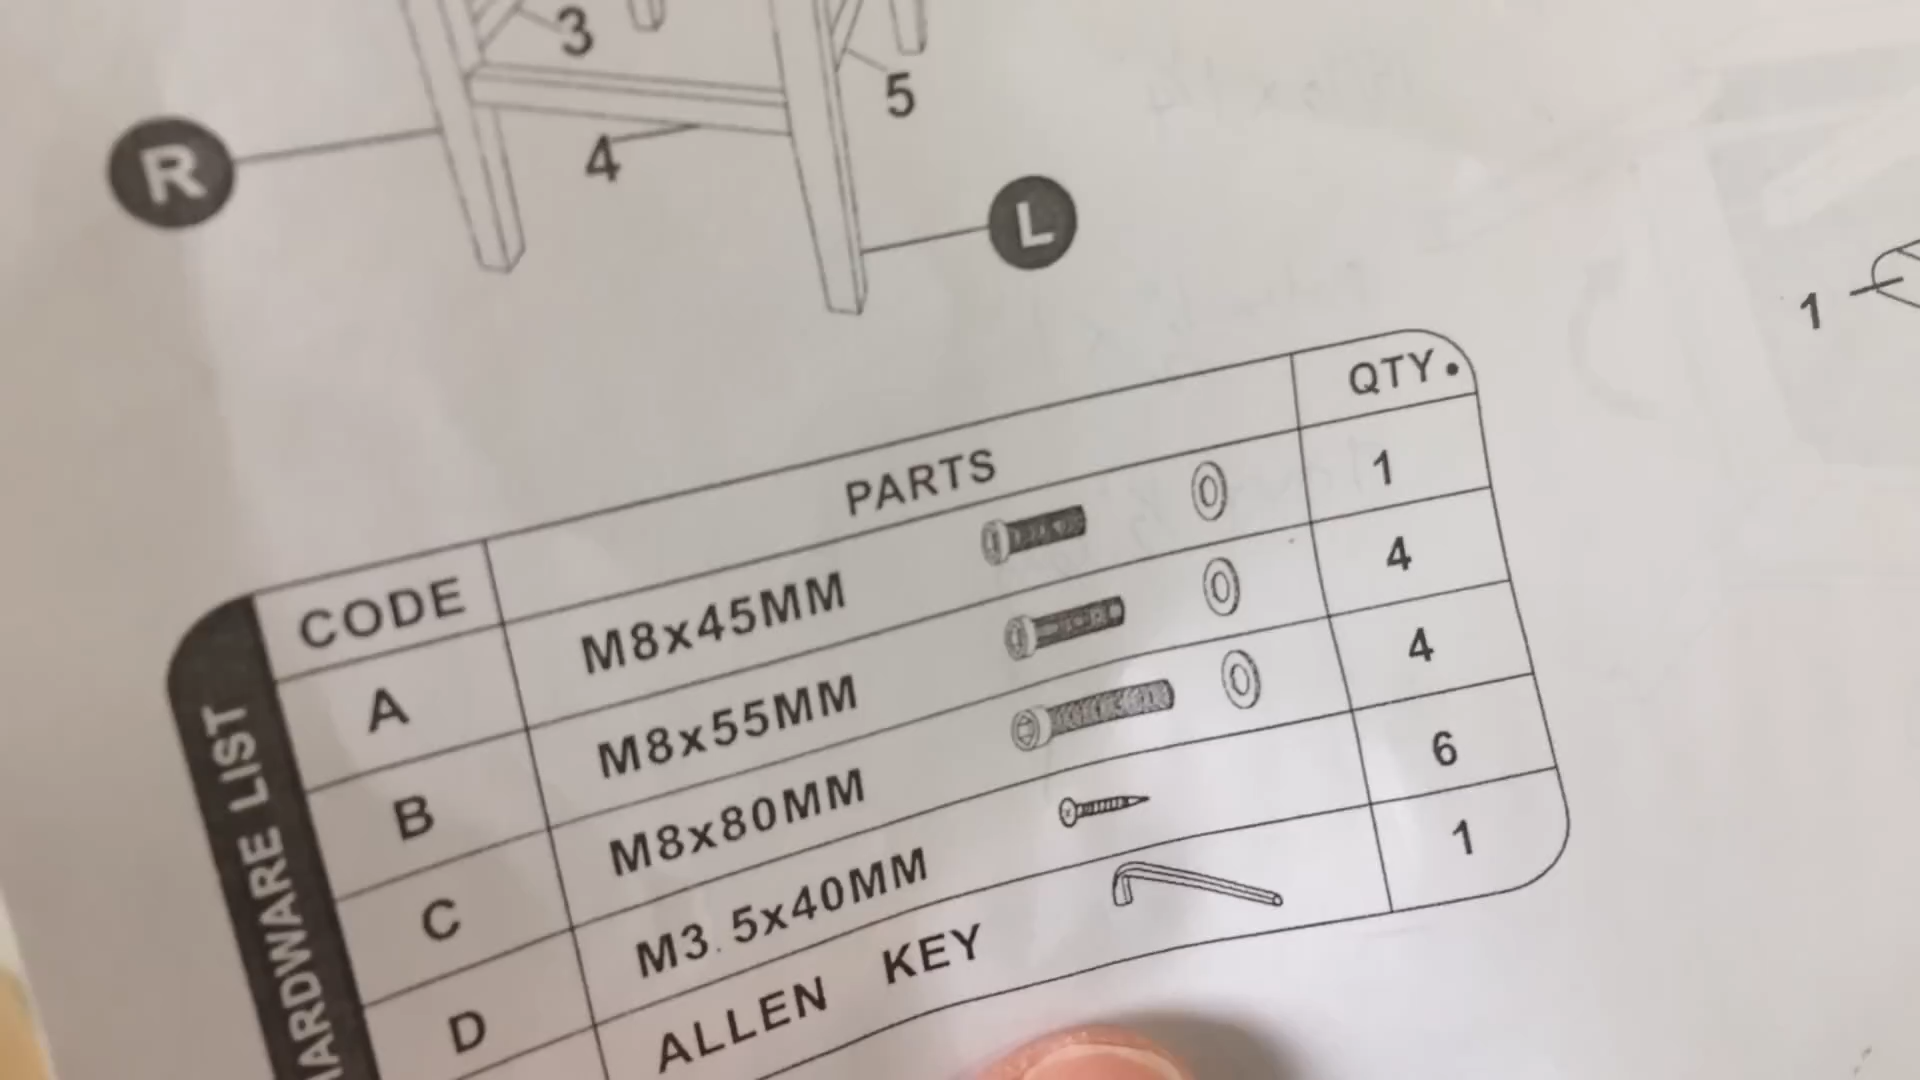 3
5
4
R
L
1
HARDWARE LIST
CODE PARTS QTY.
A M8x45MM 1
B M8x55MM 4
C M8x80MM 4
D M3.5x40MM 6
ALLEN KEY 1